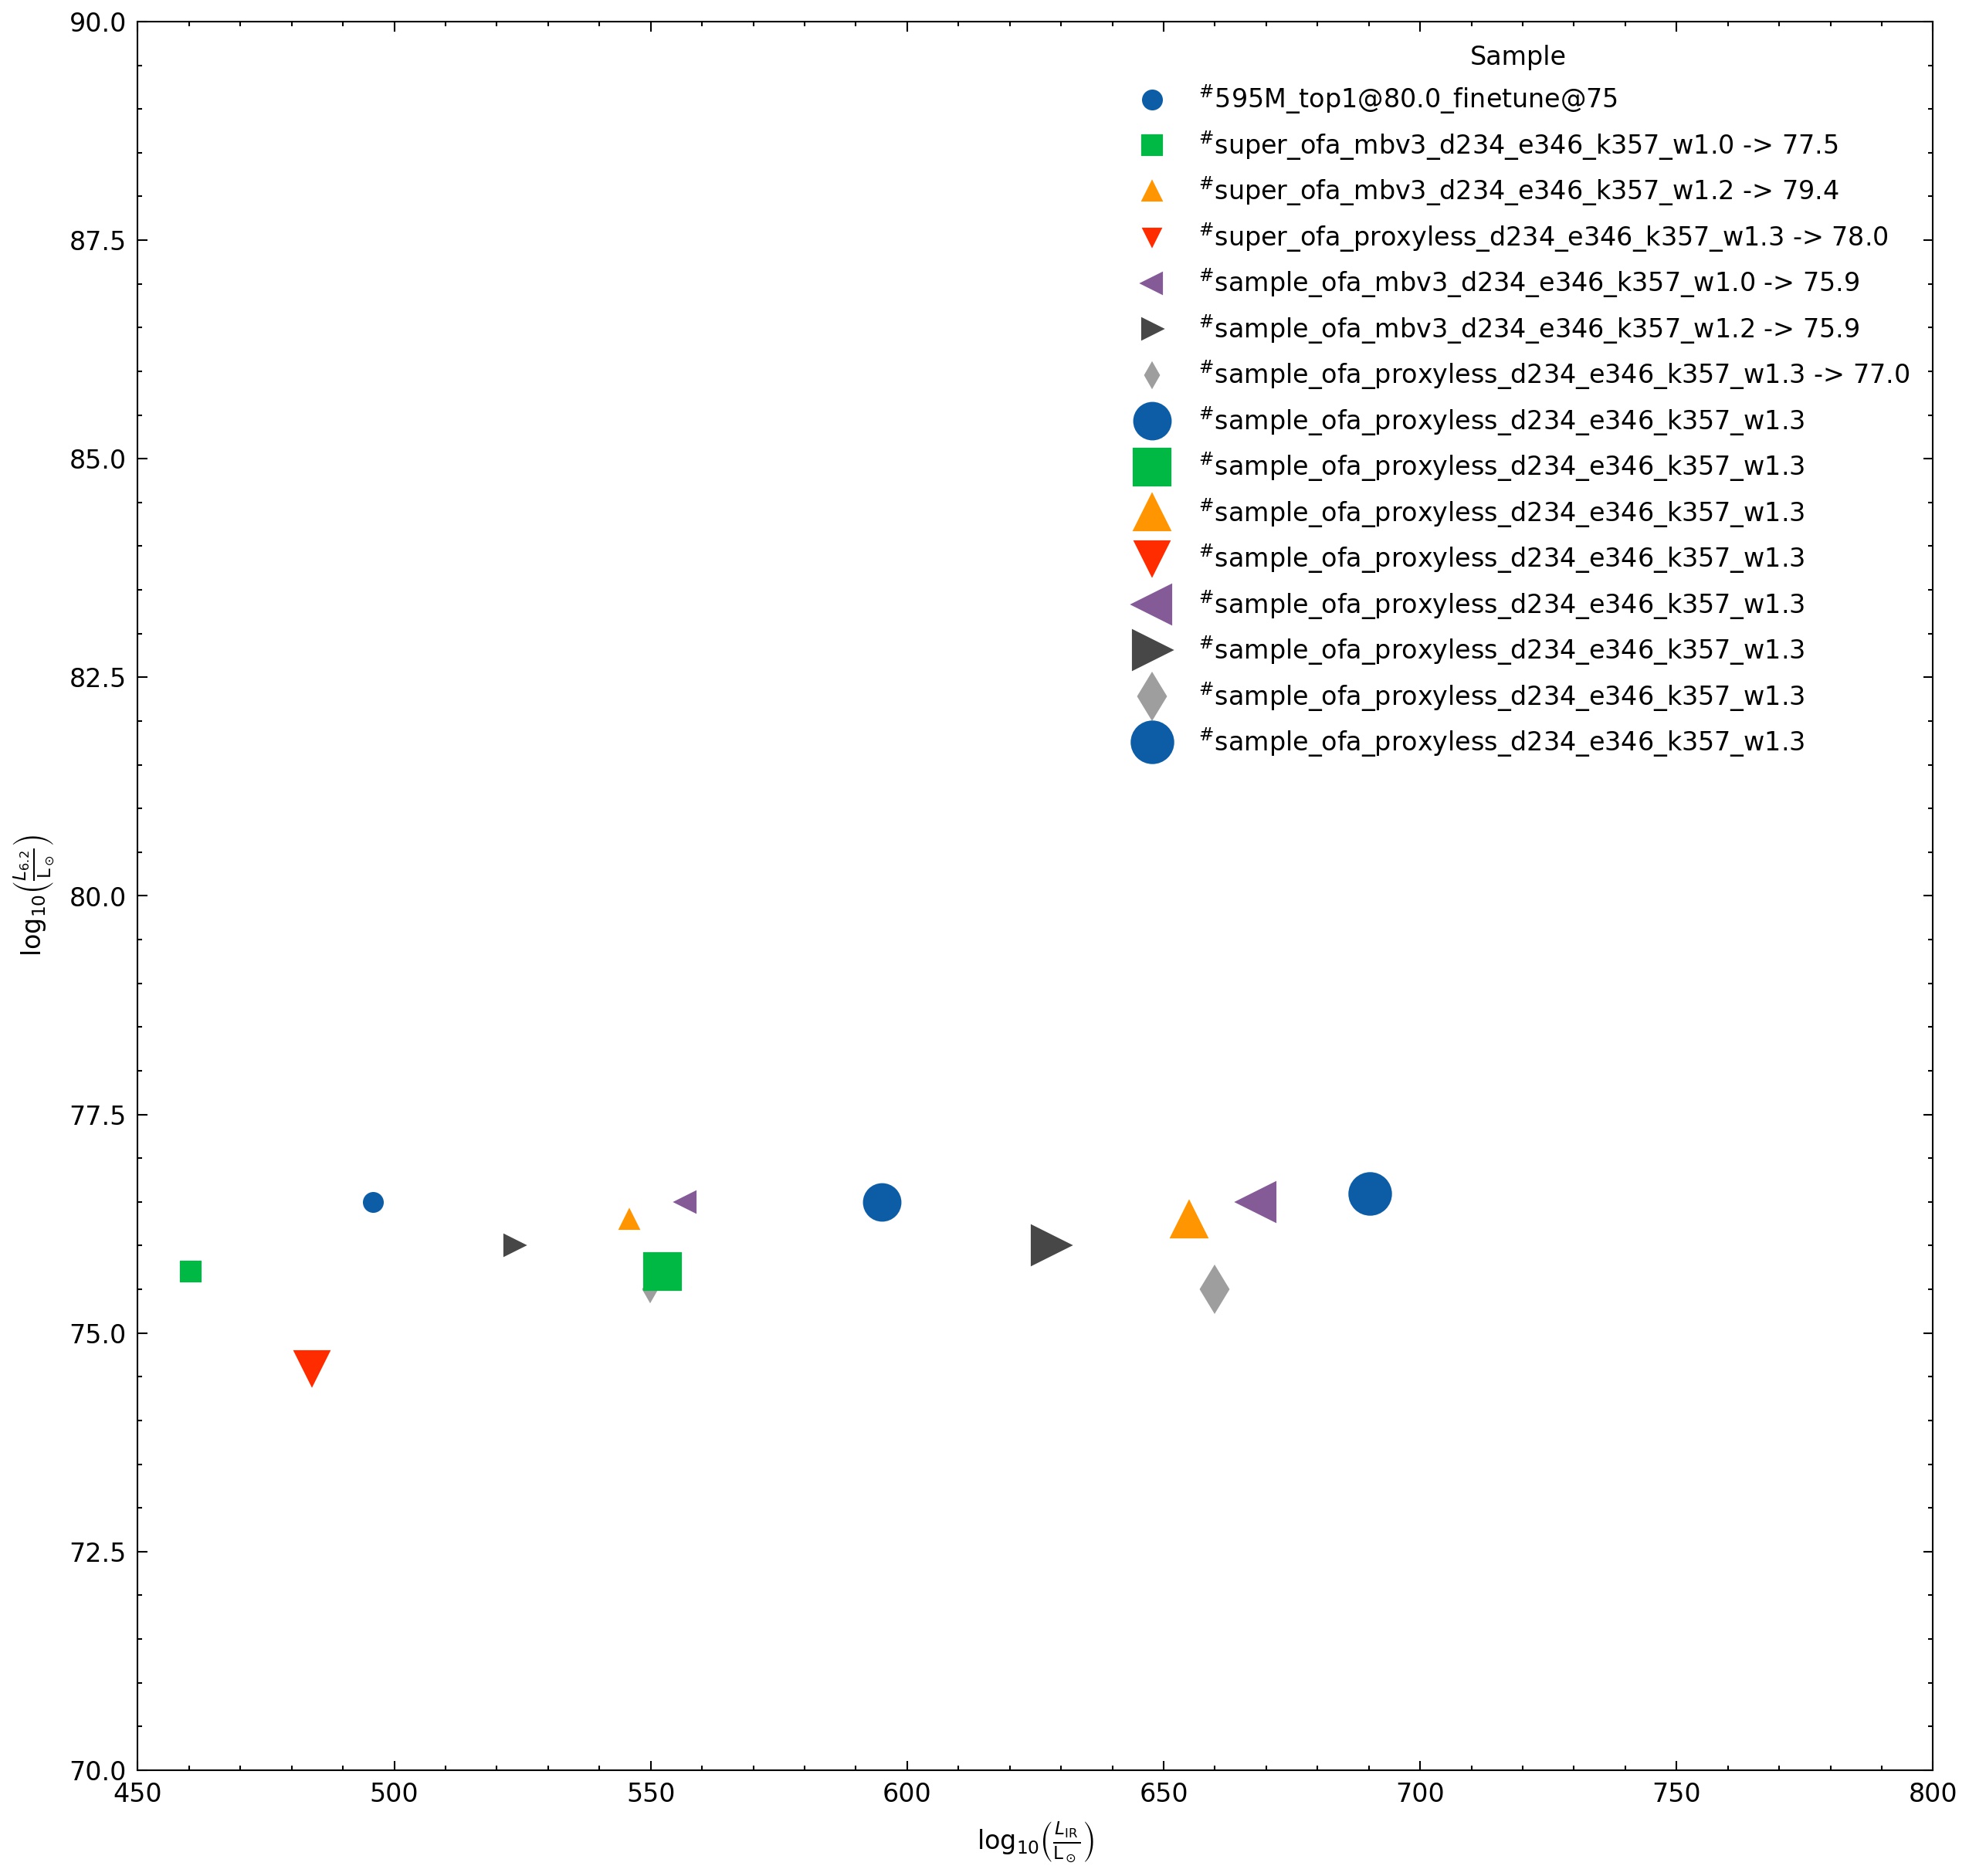 90.0
87.5
85.0
82.5
80.0
77.5
75.0
72.5
70.0
450 500 550 600 650 700 750 800
log10(L6.2/L⊙)
log10(LIR/L⊙)
Sample
#595M_top1@80.0_finetune@75
#super_ofa_mbv3_d234_e346_k357_w1.0 -> 77.5
#super_ofa_mbv3_d234_e346_k357_w1.2 -> 79.4
#super_ofa_proxyless_d234_e346_k357_w1.3 -> 78.0
#sample_ofa_mbv3_d234_e346_k357_w1.0 -> 75.9
#sample_ofa_mbv3_d234_e346_k357_w1.2 -> 75.9
#sample_ofa_proxyless_d234_e346_k357_w1.3 -> 77.0
#sample_ofa_proxyless_d234_e346_k357_w1.3
#sample_ofa_proxyless_d234_e346_k357_w1.3
#sample_ofa_proxyless_d234_e346_k357_w1.3
#sample_ofa_proxyless_d234_e346_k357_w1.3
#sample_ofa_proxyless_d234_e346_k357_w1.3
#sample_ofa_proxyless_d234_e346_k357_w1.3
#sample_ofa_proxyless_d234_e346_k357_w1.3
#sample_ofa_proxyless_d234_e346_k357_w1.3